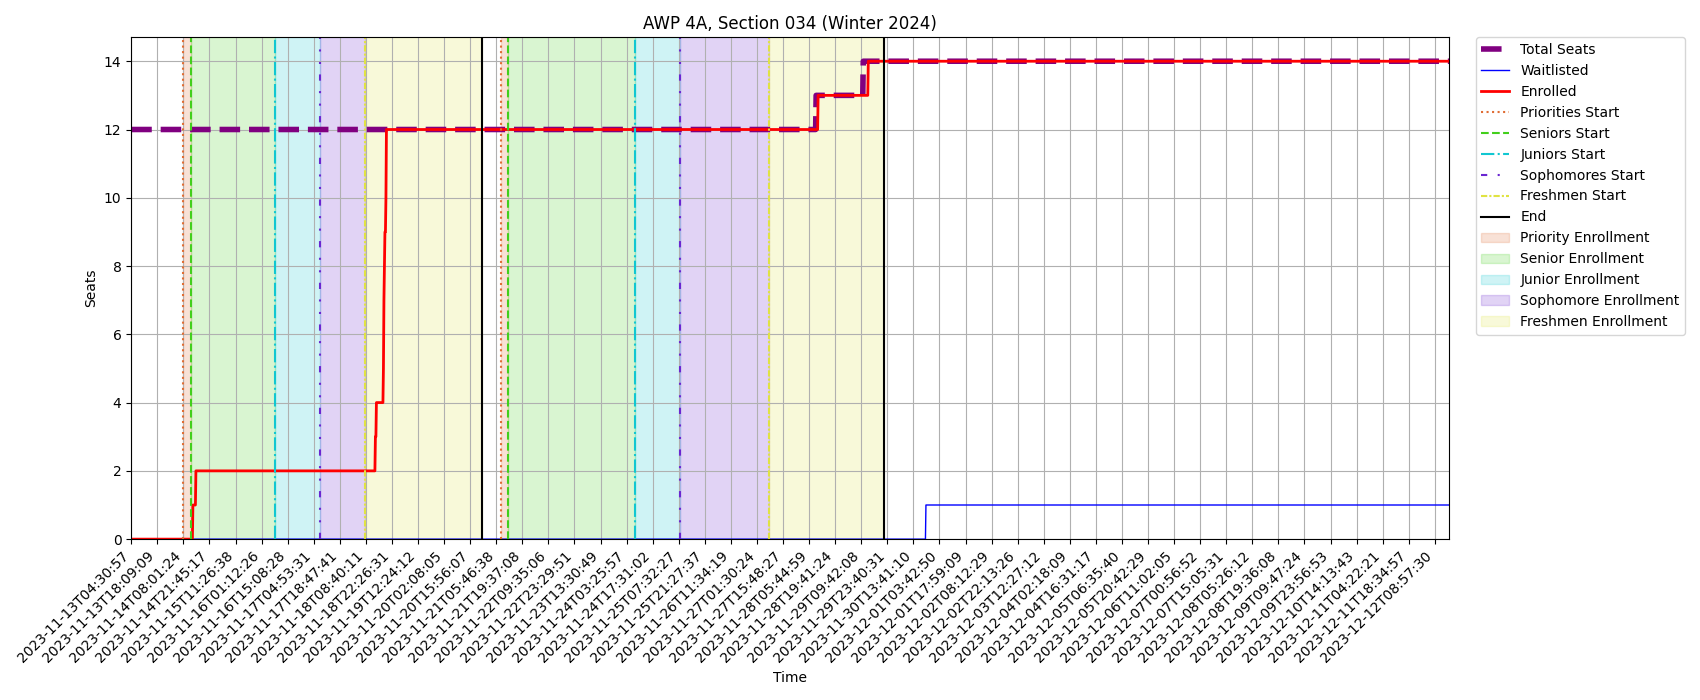 AWP 4A, Section 034 (Winter 2024)
Seats
14
12
10
8
6
4
2
0
2023-11-13T04:30:57
2023-11-13T18:09:09
2023-11-14T08:01:24
2023-11-14T21:45:17
2023-11-15T11:26:38
2023-11-16T01:12:26
2023-11-16T15:08:28
2023-11-17T04:53:31
2023-11-17T18:47:41
2023-11-18T08:40:11
2023-11-18T22:26:31
2023-11-19T12:24:12
2023-11-20T02:08:05
2023-11-20T15:56:07
2023-11-21T05:46:38
2023-11-21T19:37:08
2023-11-22T09:35:06
2023-11-22T23:29:51
2023-11-23T13:30:49
2023-11-24T03:25:57
2023-11-24T17:31:02
2023-11-25T07:32:27
2023-11-25T21:27:37
2023-11-26T11:34:19
2023-11-27T01:30:24
2023-11-27T15:48:27
2023-11-28T05:44:59
2023-11-28T19:41:24
2023-11-29T09:42:08
2023-11-29T23:40:31
2023-11-30T13:41:10
2023-12-01T03:42:50
2023-12-01T17:59:09
2023-12-02T08:12:29
2023-12-02T22:13:26
2023-12-03T12:27:12
2023-12-04T02:18:09
2023-12-04T16:31:17
2023-12-05T06:35:40
2023-12-05T20:42:29
2023-12-06T11:02:05
2023-12-07T00:56:52
2023-12-07T15:05:31
2023-12-08T05:26:12
2023-12-08T19:36:08
2023-12-09T09:47:24
2023-12-09T23:56:53
2023-12-10T14:13:43
2023-12-11T04:22:21
2023-12-11T18:34:57
2023-12-12T08:57:30
Time
Total Seats
Waitlisted
Enrolled
Priorities Start
Seniors Start
Juniors Start
Sophomores Start
Freshmen Start
End
Priority Enrollment
Senior Enrollment
Junior Enrollment
Sophomore Enrollment
Freshmen Enrollment